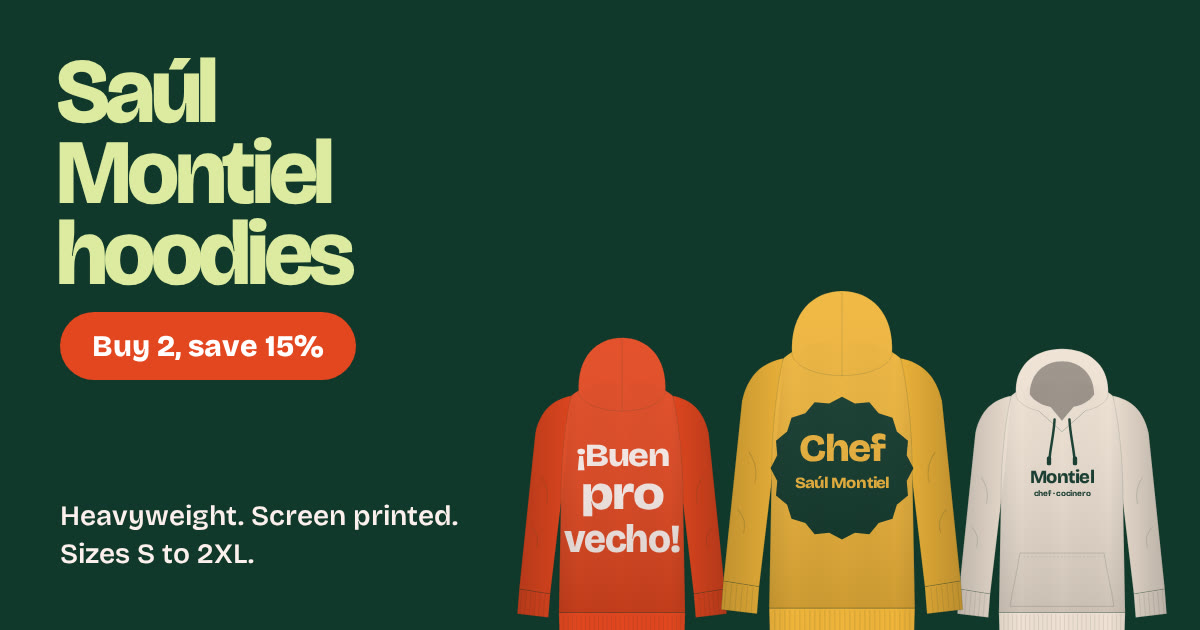 Saúl
Montiel
hoodies
Buy 2, save 15%
Heavyweight. Screen printed.
Sizes S to 2XL.
¡Buen
pro
vecho!
Chef
Saúl Montiel
Montiel
chef · cocinero